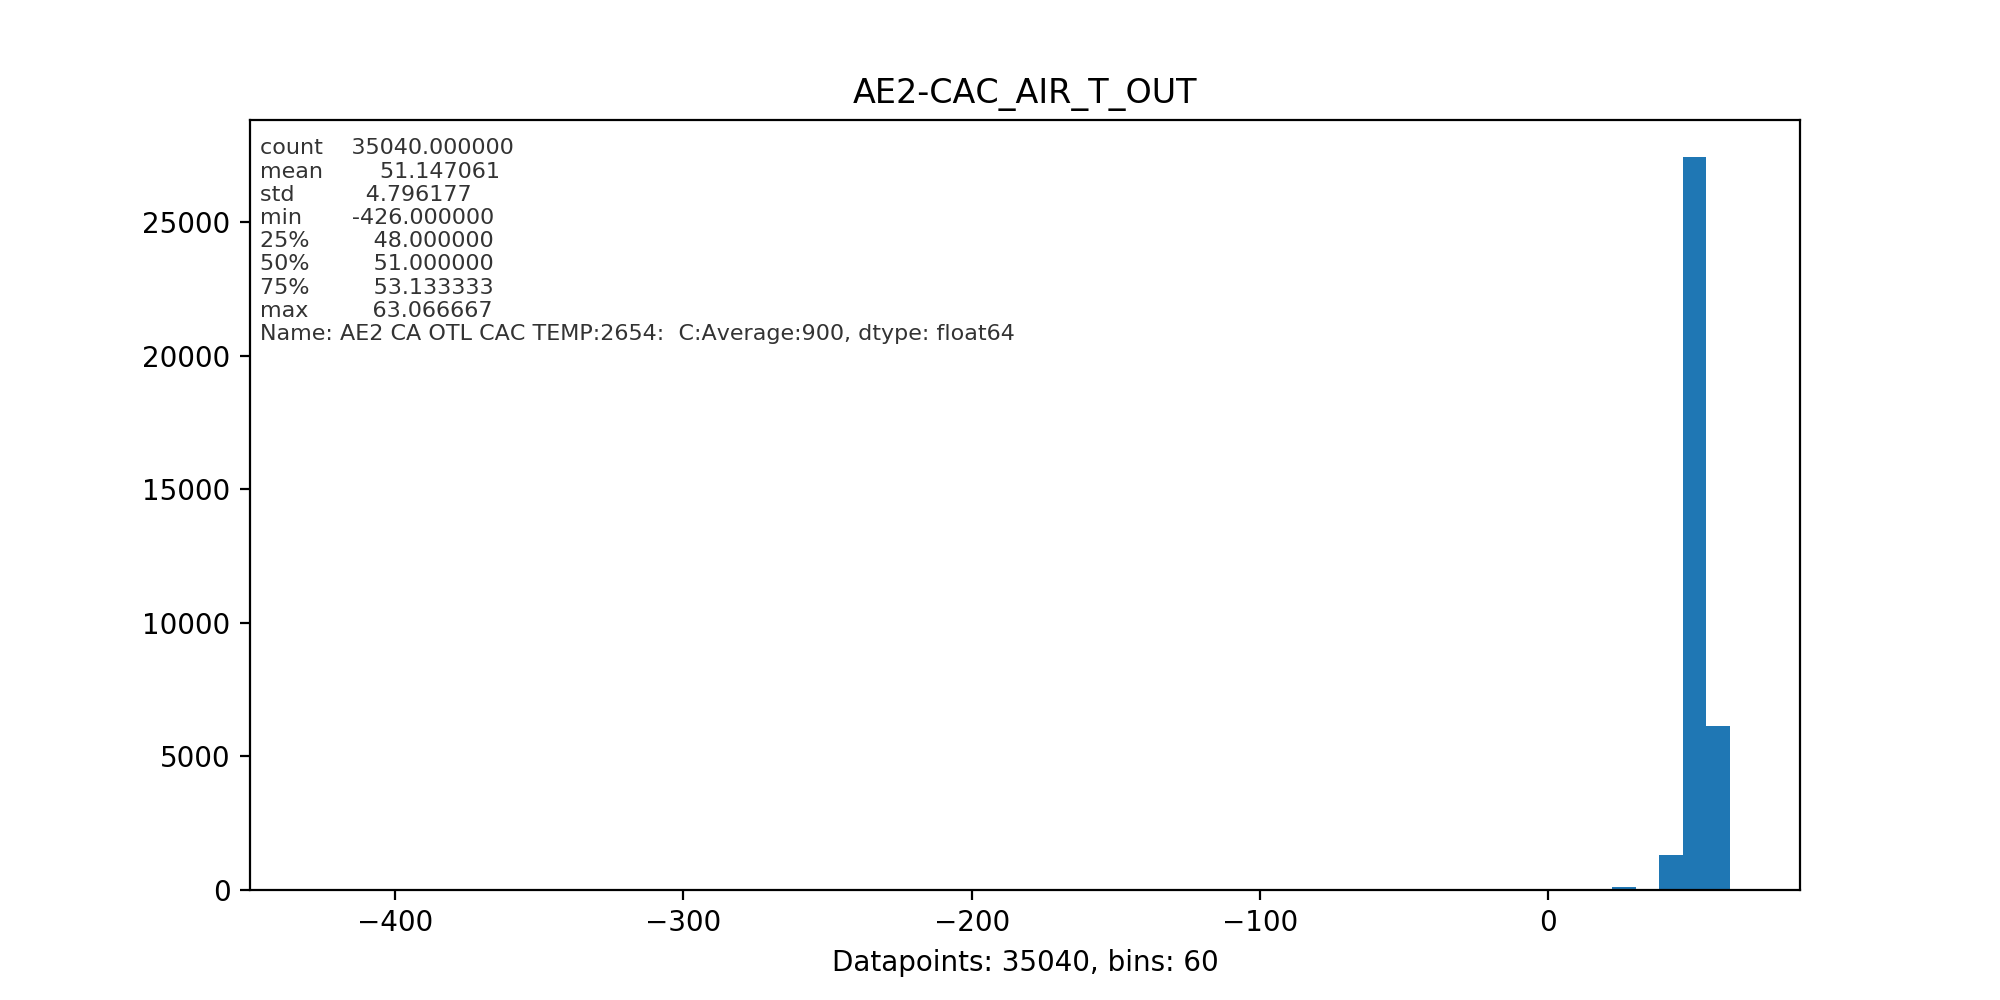 AE2-CAC_AIR_T_OUT
count 35040.000000
mean 51.147061
std 4.796177
min -426.000000
25% 48.000000
50% 51.000000
75% 53.133333
max 63.066667
Name: AE2 CA OTL CAC TEMP:2654:  C:Average:900, dtype: float64
25000
20000
15000
10000
5000
0
−400 −300 −200 −100 0
Datapoints: 35040, bins: 60